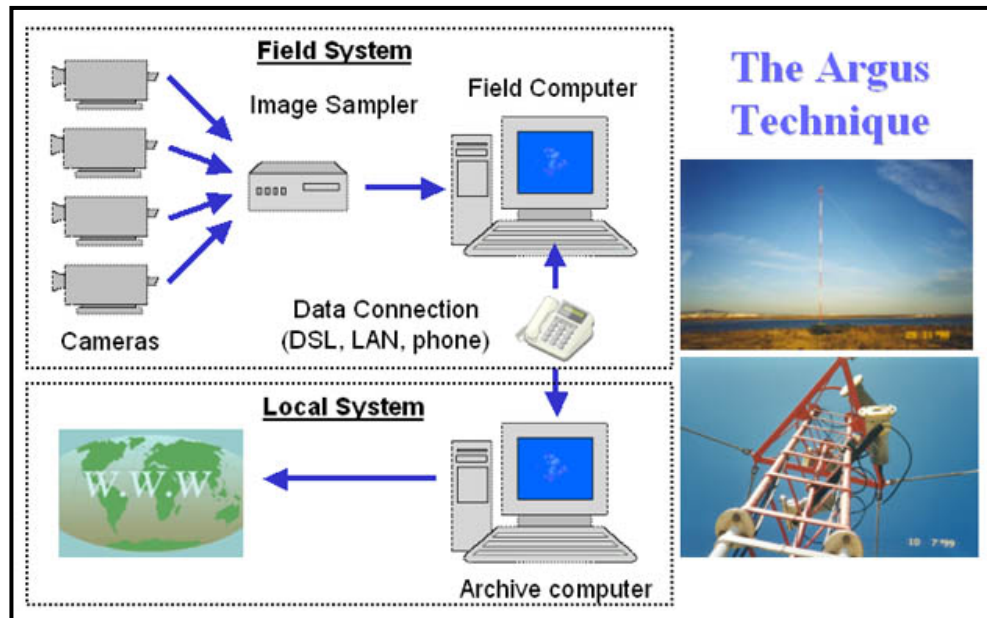 Field System
Image Sampler
Field Computer
Cameras
Data Connection
(DSL, LAN, phone)
Local System
W.W.W
Archive computer
The Argus
Technique
10 7'99